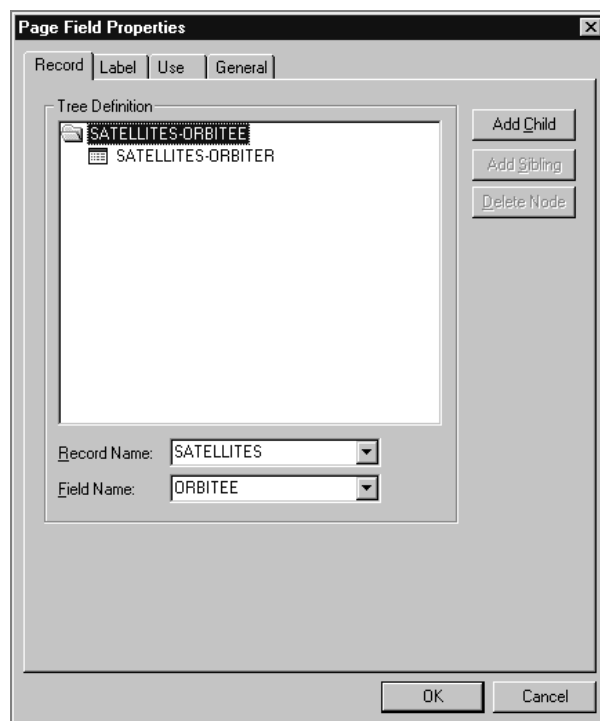 Page Field Properties
Record Label Use General
Tree Definition
SATELLITES-ORBITEE
SATELLITES-ORBITER
Add Child
Add Sibling
Delete Node
Record Name: SATELLITES
Field Name: ORBITEE
OK Cancel